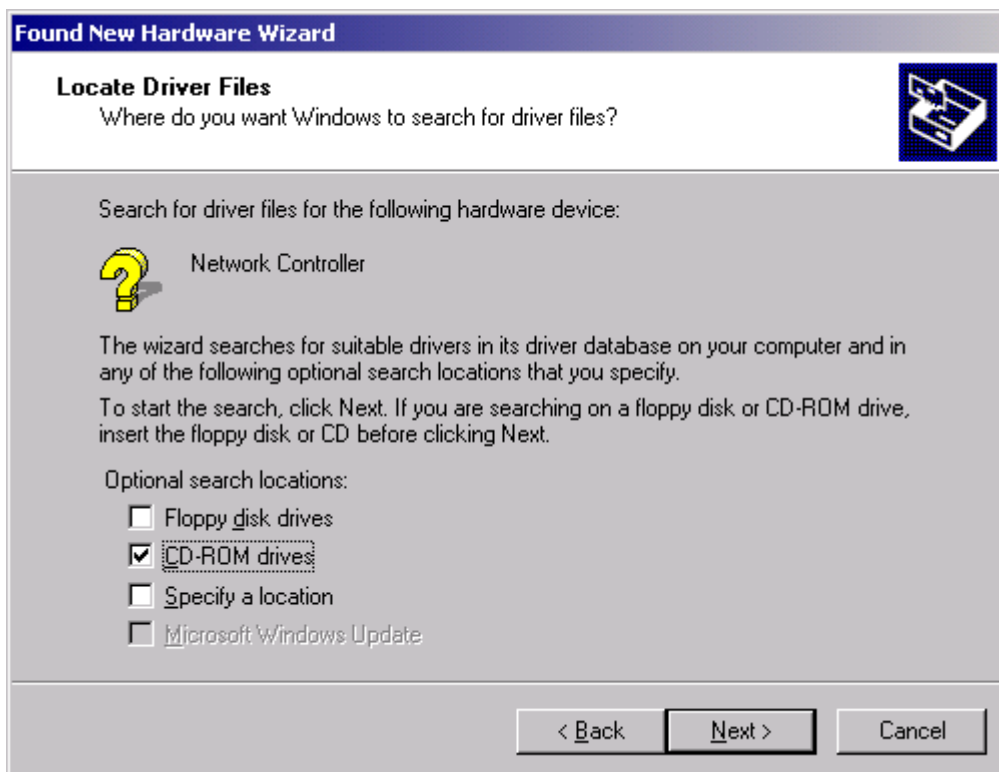 Found New Hardware Wizard
Locate Driver Files
Where do you want Windows to search for driver files?
Search for driver files for the following hardware device:
Network Controller
The wizard searches for suitable drivers in its driver database on your computer and in
any of the following optional search locations that you specify.
To start the search, click Next. If you are searching on a floppy disk or CD-ROM drive,
insert the floppy disk or CD before clicking Next.
Optional search locations:
Floppy disk drives
CD-ROM drives
Specify a location
Microsoft Windows Update
< Back Next > Cancel